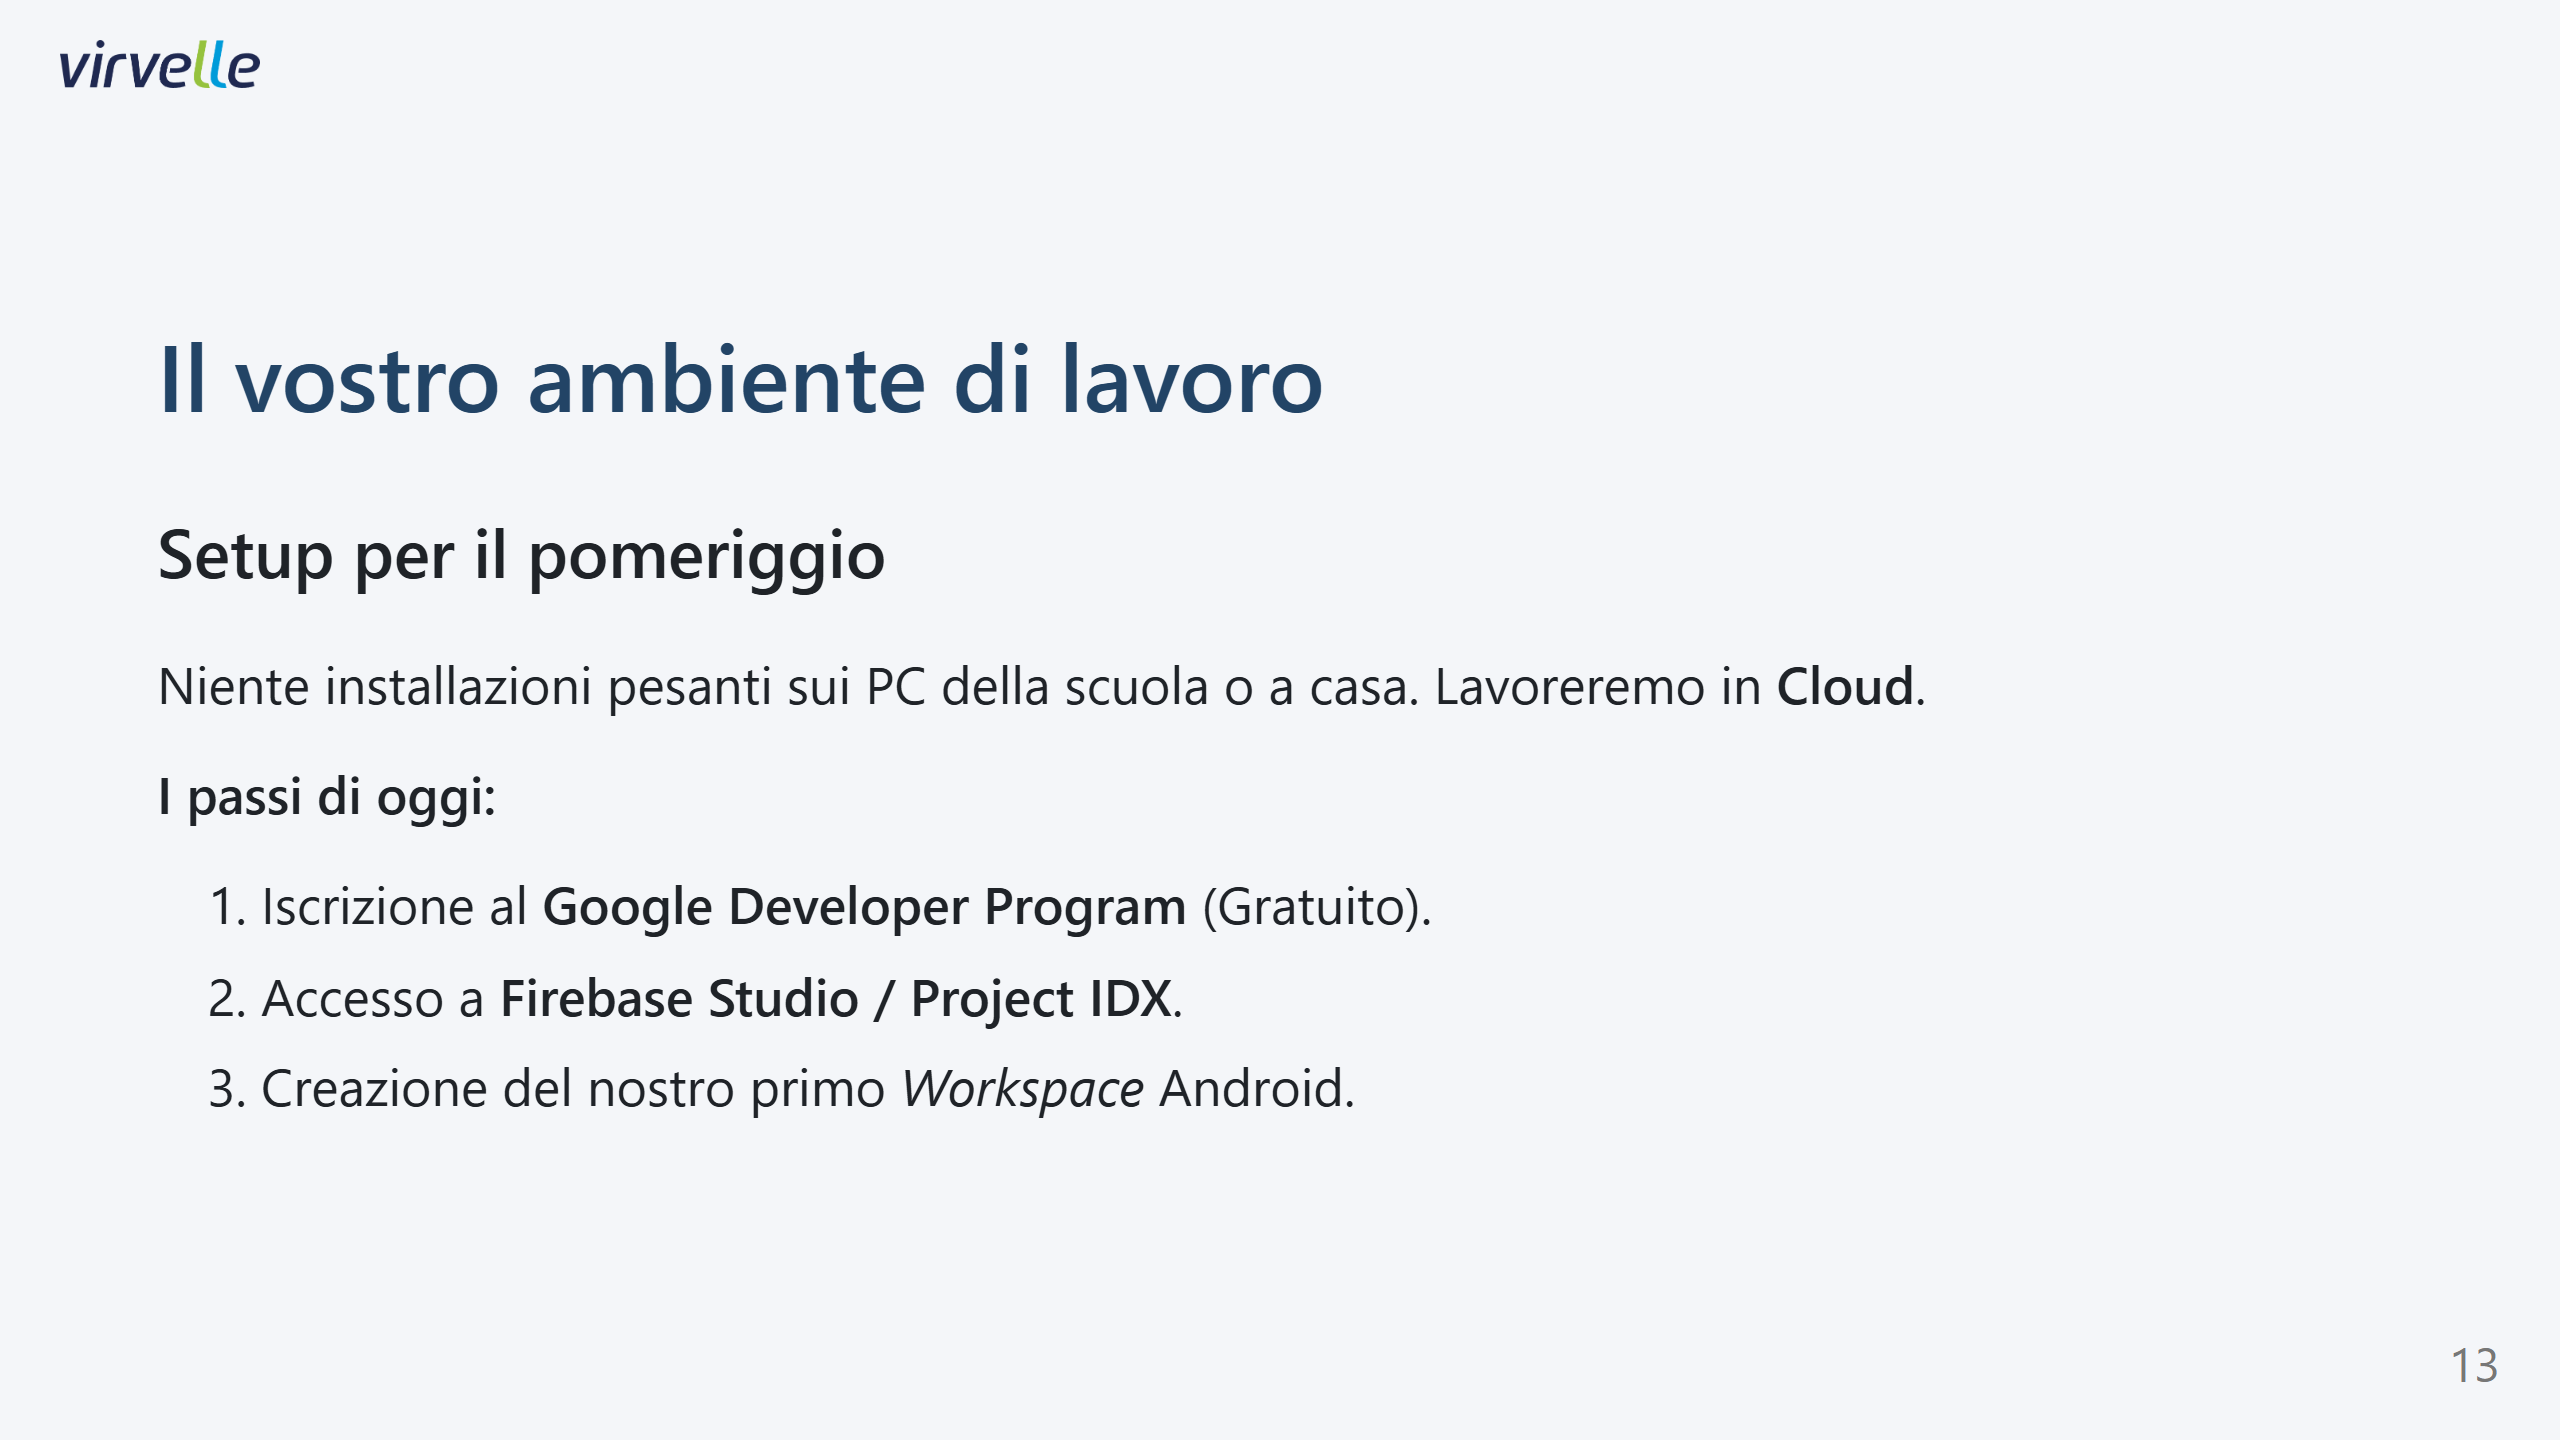 virvelle
Il vostro ambiente di lavoro
Setup per il pomeriggio
Niente installazioni pesanti sui PC della scuola o a casa. Lavoreremo in Cloud.
I passi di oggi:
1. Iscrizione al Google Developer Program (Gratuito).
2. Accesso a Firebase Studio / Project IDX.
3. Creazione del nostro primo Workspace Android.
13